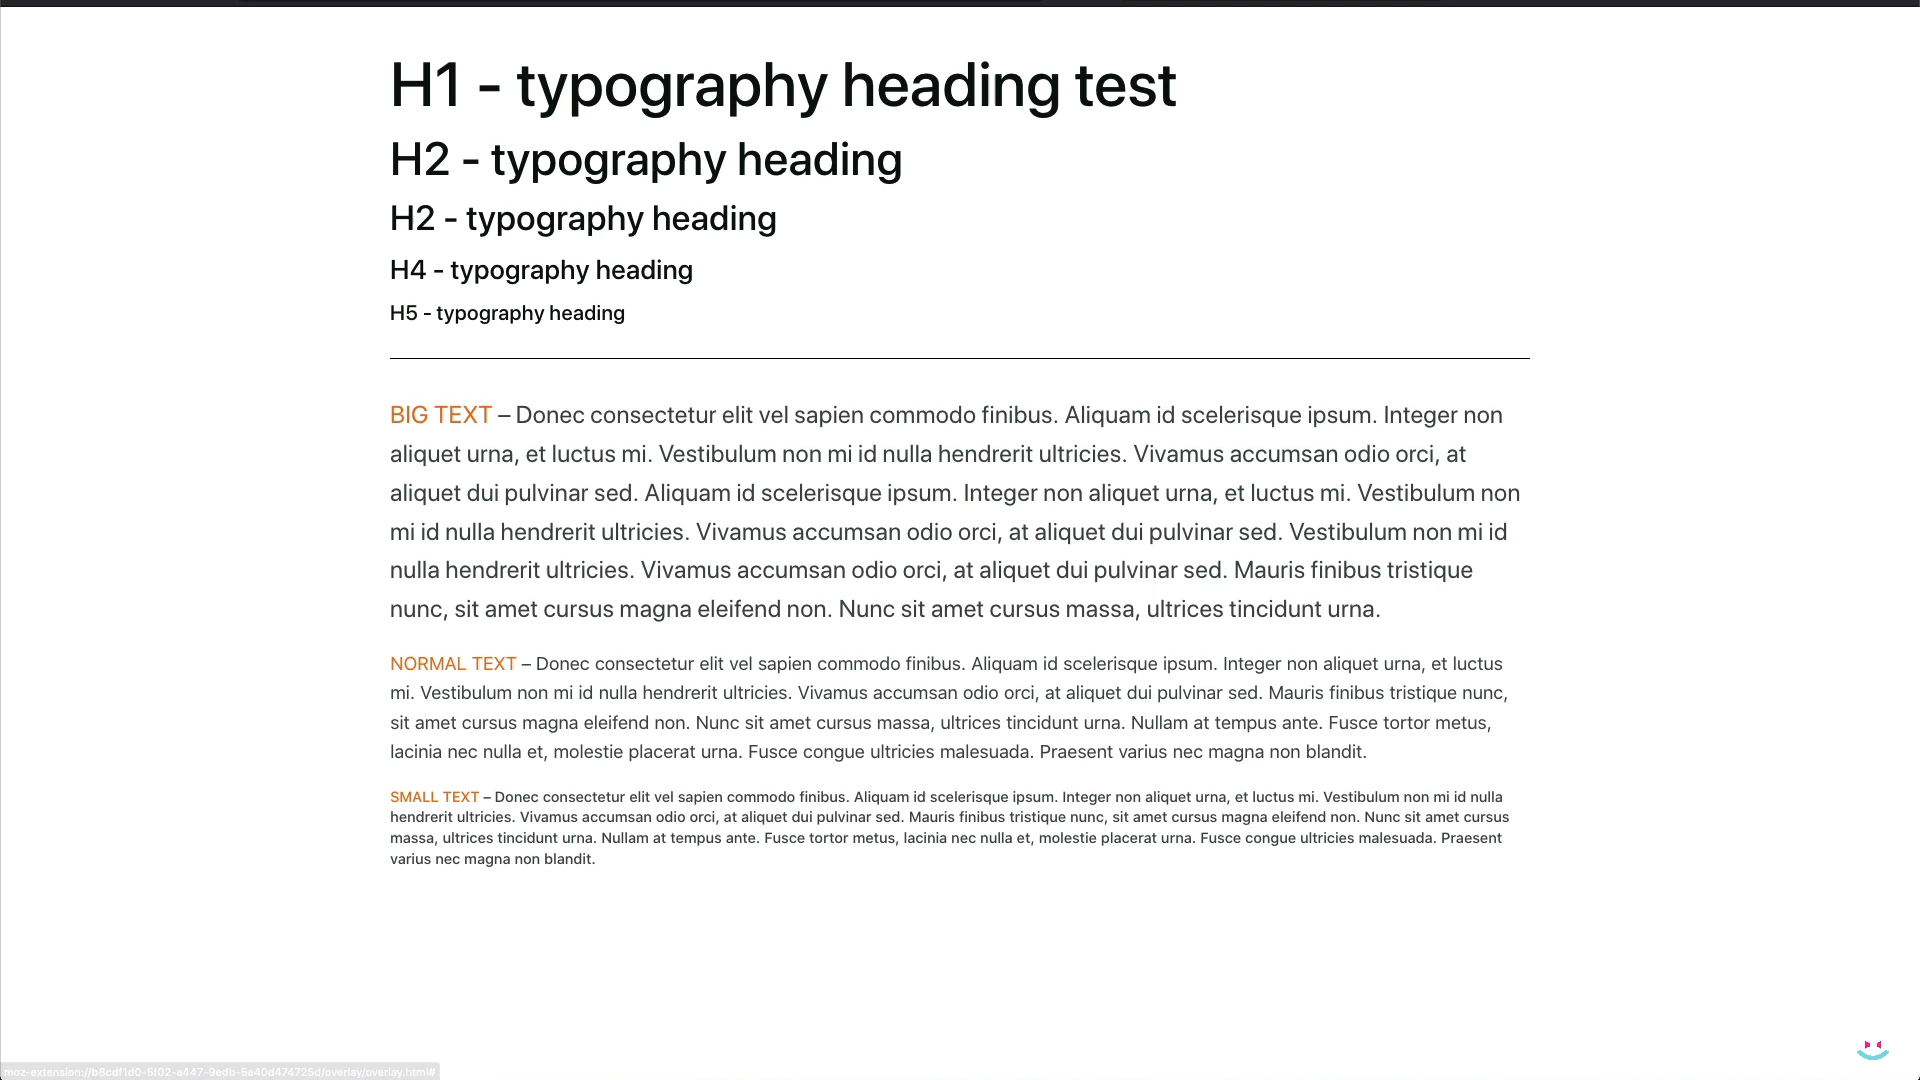 H1 - typography heading test
H2 - typography heading
H2 - typography heading
H4 - typography heading
H5 - typography heading
BIG TEXT – Donec consectetur elit vel sapien commodo finibus. Aliquam id scelerisque ipsum. Integer non
aliquet urna, et luctus mi. Vestibulum non mi id nulla hendrerit ultricies. Vivamus accumsan odio orci, at
aliquet dui pulvinar sed. Aliquam id scelerisque ipsum. Integer non aliquet urna, et luctus mi. Vestibulum non
mi id nulla hendrerit ultricies. Vivamus accumsan odio orci, at aliquet dui pulvinar sed. Vestibulum non mi id
nulla hendrerit ultricies. Vivamus accumsan odio orci, at aliquet dui pulvinar sed. Mauris finibus tristique
nunc, sit amet cursus magna eleifend non. Nunc sit amet cursus massa, ultrices tincidunt urna.
NORMAL TEXT – Donec consectetur elit vel sapien commodo finibus. Aliquam id scelerisque ipsum. Integer non aliquet urna, et luctus
mi. Vestibulum non mi id nulla hendrerit ultricies. Vivamus accumsan odio orci, at aliquet dui pulvinar sed. Mauris finibus tristique nunc,
sit amet cursus magna eleifend non. Nunc sit amet cursus massa, ultrices tincidunt urna. Nullam at tempus ante. Fusce tortor metus,
lacinia nec nulla et, molestie placerat urna. Fusce congue ultricies malesuada. Praesent varius nec magna non blandit.
SMALL TEXT – Donec consectetur elit vel sapien commodo finibus. Aliquam id scelerisque ipsum. Integer non aliquet urna, et luctus mi. Vestibulum non mi id nulla
hendrerit ultricies. Vivamus accumsan odio orci, at aliquet dui pulvinar sed. Mauris finibus tristique nunc, sit amet cursus magna eleifend non. Nunc sit amet cursus
massa, ultrices tincidunt urna. Nullam at tempus ante. Fusce tortor metus, lacinia nec nulla et, molestie placerat urna. Fusce congue ultricies malesuada. Praesent
varius nec magna non blandit.
moz-extension://b8cdf1d0-5f02-a447-9edb-5e40d474725d/overlay/overlay.html#